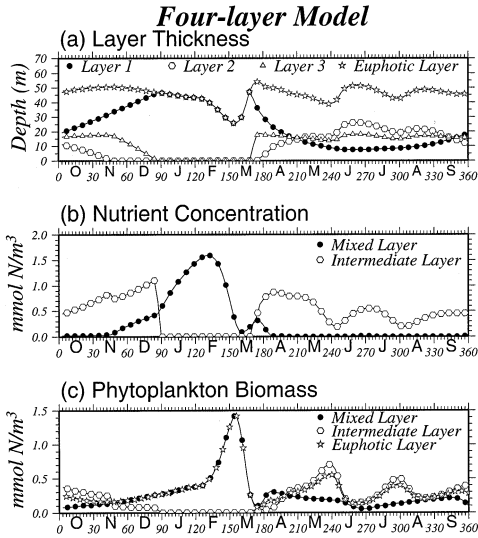 Four-layer Model
(a) Layer Thickness
70
60
50
40
30
20
10
0
Depth (m)
Layer 1 Layer 2 Layer 3 Euphotic Layer
O N D J F M A M J J A S
0 30 60 90 120 150 180 210 240 270 300 330 360
(b) Nutrient Concentration
2.0
1.5
1.0
0.5
0.0
mmol N/m³
Mixed Layer
Intermediate Layer
O N D J F M A M J J A S
0 30 60 90 120 150 180 210 240 270 300 330 360
(c) Phytoplankton Biomass
1.5
1.0
0.5
0.0
mmol N/m³
Mixed Layer
Intermediate Layer
Euphotic Layer
O N D J F M A M J J A S
0 30 60 90 120 150 180 210 240 270 300 330 360